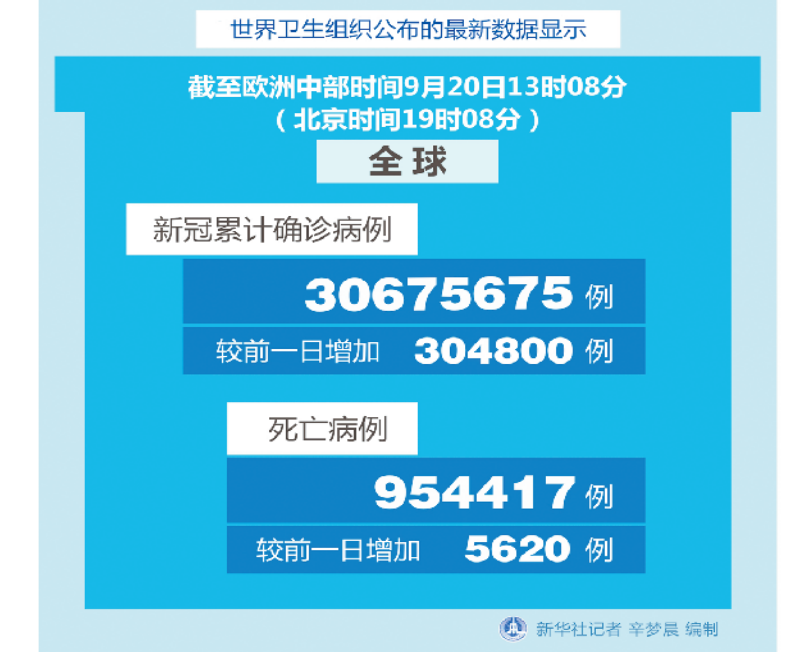 世界卫生组织公布的最新数据显示
截至欧洲中部时间9月20日13时08分
（北京时间19时08分）
全球
新冠累计确诊病例
30675675 例
较前一日增加 304800 例
死亡病例
954417 例
较前一日增加 5620 例
新华社记者 辛梦晨 编制